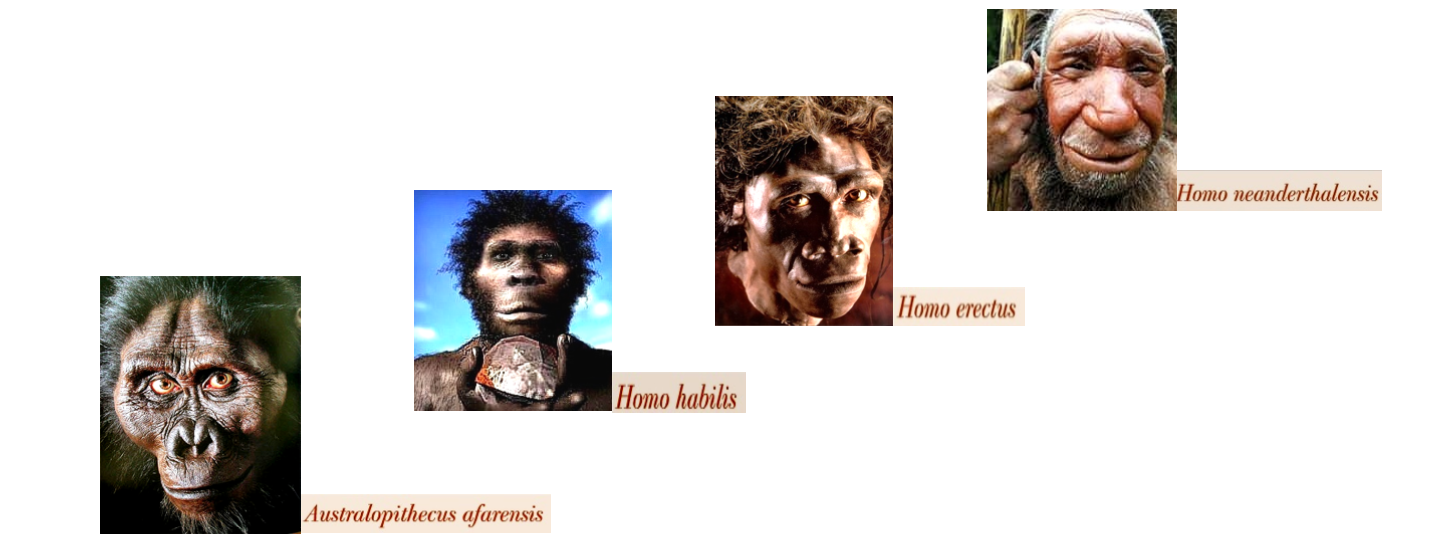 Homo neanderthalensis
Homo erectus
Homo habilis
Australopithecus afarensis